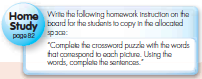 Home
Study
page 82
Write the following homework instruction on the
board for the students to copy in the allocated
space:
"Complete the crossword puzzle with the words
that correspond to each picture. Using the
words, complete the sentences."